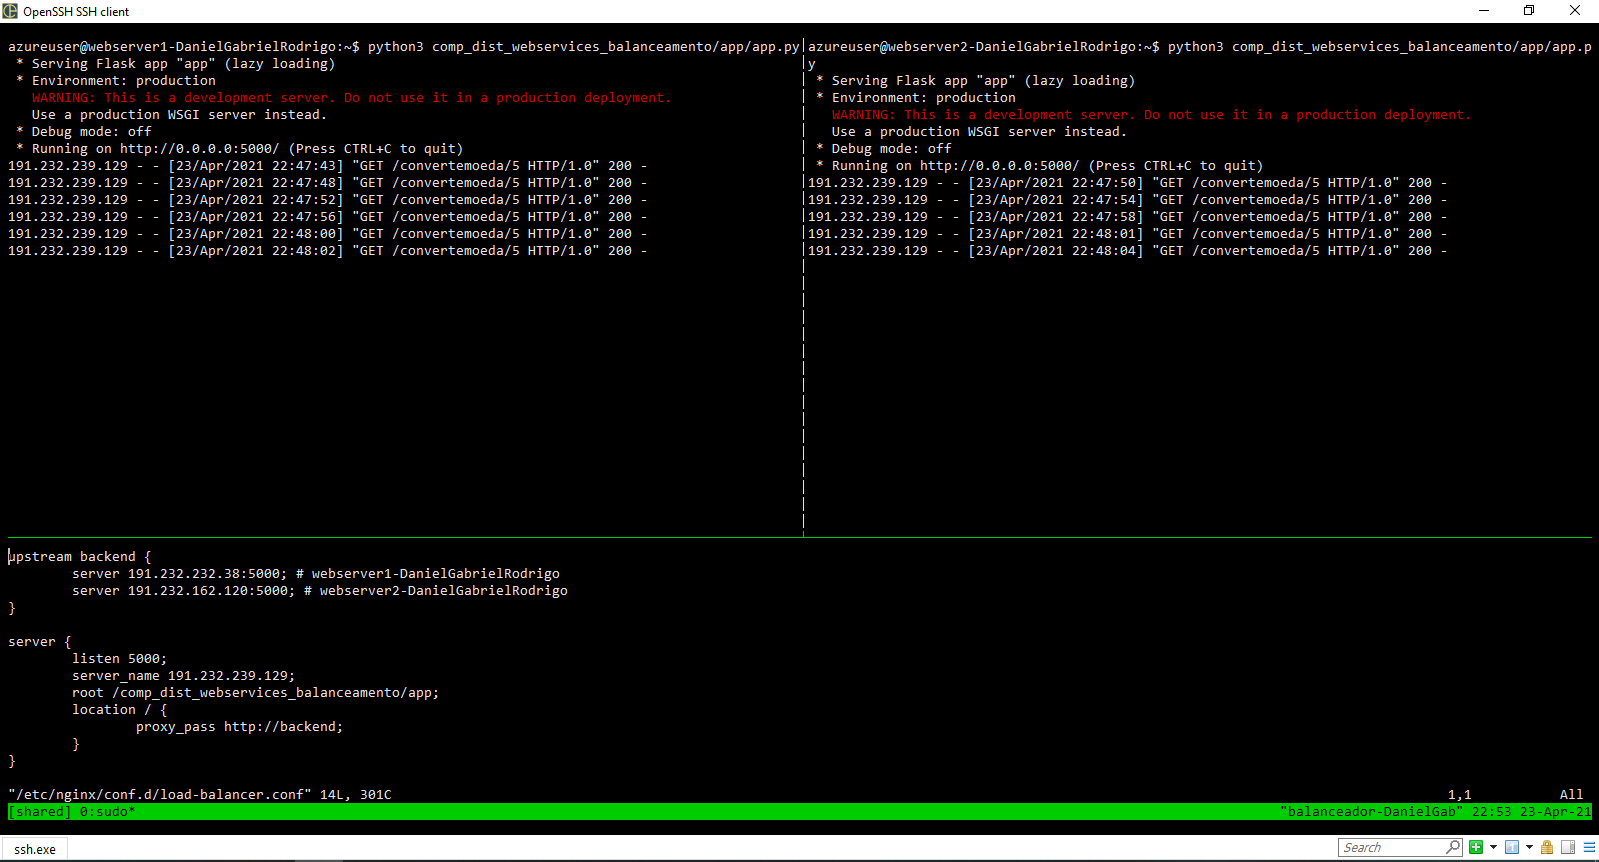 OpenSSH SSH client
azureuser@webserver1-DanielGabrielRodrigo:~$ python3 comp_dist_webservices_balanceamento/app/app.py
 * Serving Flask app "app" (lazy loading)
 * Environment: production
   WARNING: This is a development server. Do not use it in a production deployment.
   Use a production WSGI server instead.
 * Debug mode: off
 * Running on http://0.0.0.0:5000/ (Press CTRL+C to quit)
191.232.239.129 - - [23/Apr/2021 22:47:43] "GET /convertemoeda/5 HTTP/1.0" 200 -
191.232.239.129 - - [23/Apr/2021 22:47:48] "GET /convertemoeda/5 HTTP/1.0" 200 -
191.232.239.129 - - [23/Apr/2021 22:47:52] "GET /convertemoeda/5 HTTP/1.0" 200 -
191.232.239.129 - - [23/Apr/2021 22:47:56] "GET /convertemoeda/5 HTTP/1.0" 200 -
191.232.239.129 - - [23/Apr/2021 22:48:00] "GET /convertemoeda/5 HTTP/1.0" 200 -
191.232.239.129 - - [23/Apr/2021 22:48:02] "GET /convertemoeda/5 HTTP/1.0" 200 -
azureuser@webserver2-DanielGabrielRodrigo:~$ python3 comp_dist_webservices_balanceamento/app/app.p
y
 * Serving Flask app "app" (lazy loading)
 * Environment: production
   WARNING: This is a development server. Do not use it in a production deployment.
   Use a production WSGI server instead.
 * Debug mode: off
 * Running on http://0.0.0.0:5000/ (Press CTRL+C to quit)
191.232.239.129 - - [23/Apr/2021 22:47:50] "GET /convertemoeda/5 HTTP/1.0" 200 -
191.232.239.129 - - [23/Apr/2021 22:47:54] "GET /convertemoeda/5 HTTP/1.0" 200 -
191.232.239.129 - - [23/Apr/2021 22:47:58] "GET /convertemoeda/5 HTTP/1.0" 200 -
191.232.239.129 - - [23/Apr/2021 22:48:01] "GET /convertemoeda/5 HTTP/1.0" 200 -
191.232.239.129 - - [23/Apr/2021 22:48:04] "GET /convertemoeda/5 HTTP/1.0" 200 -
upstream backend {
        server 191.232.232.38:5000; # webserver1-DanielGabrielRodrigo
        server 191.232.162.120:5000; # webserver2-DanielGabrielRodrigo
}
server {
        listen 5000;
        server_name 191.232.239.129;
        root /comp_dist_webservices_balanceamento/app;
        location / {
                proxy_pass http://backend;
        }
}
"/etc/nginx/conf.d/load-balancer.conf" 14L, 301C 1,1 All
[shared] 0:sudo* "balanceador-DanielGab" 22:53 23-Apr-21
ssh.exe
Search